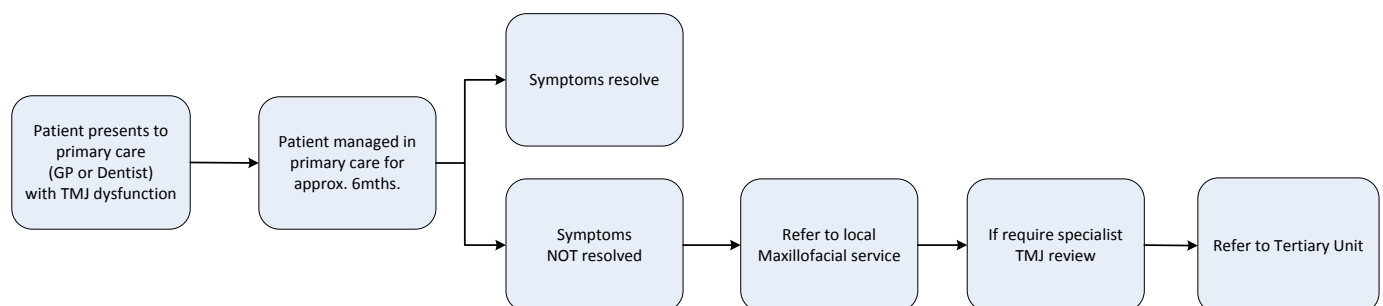 Patient presents to
primary care
(GP or Dentist)
with TMJ dysfunction
Patient managed in
primary care for
approx. 6mths.
Symptoms resolve
Symptoms
NOT resolved
Refer to local
Maxillofacial service
If require specialist
TMJ review
Refer to Tertiary Unit